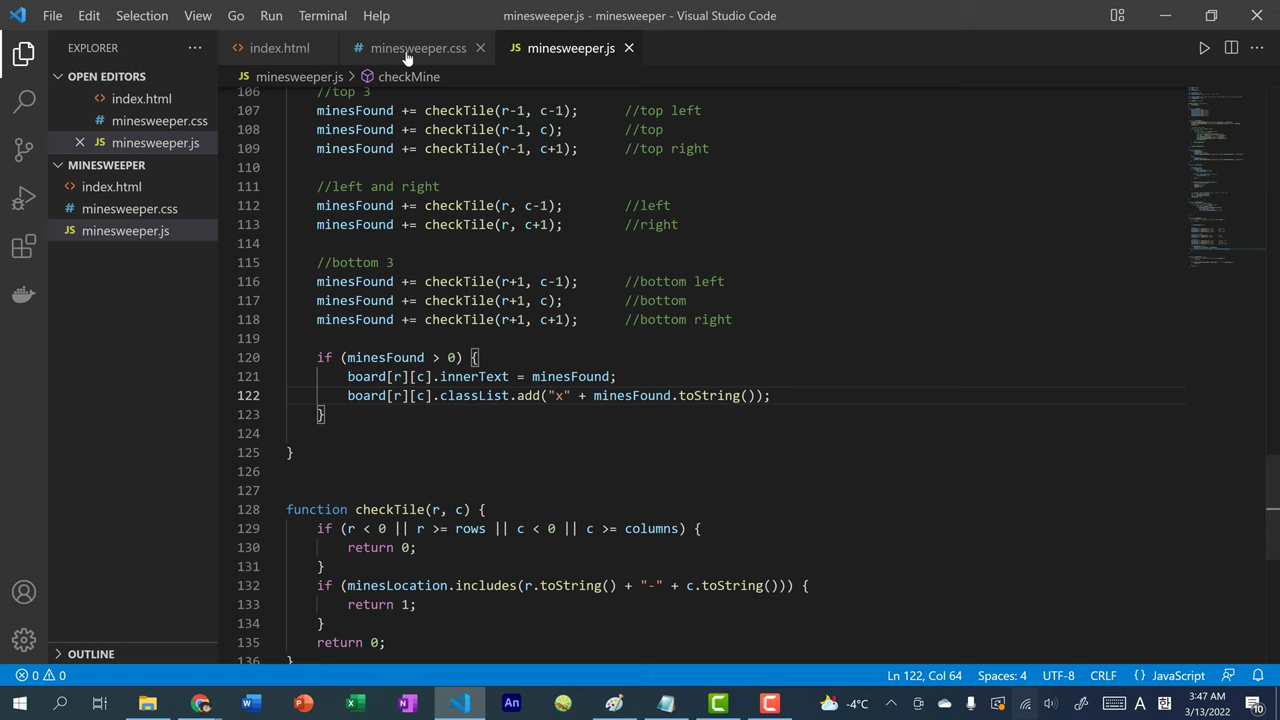 File Edit Selection View Go Run Terminal Help minesweeper.js - minesweeper - Visual Studio Code
EXPLORER
index.html
minesweeper.css
minesweeper.js
OPEN EDITORS
index.html
minesweeper.css
minesweeper.js
MINESWEEPER
index.html
minesweeper.css
minesweeper.js
OUTLINE
minesweeper.js > checkMine
106 //top 3
107 minesFound += checkTile(r-1, c-1); //top left
108 minesFound += checkTile(r-1, c); //top
109 minesFound += checkTile(r-1, c+1); //top right
110
111 //left and right
112 minesFound += checkTile(r, c-1); //left
113 minesFound += checkTile(r, c+1); //right
114
115 //bottom 3
116 minesFound += checkTile(r+1, c-1); //bottom left
117 minesFound += checkTile(r+1, c); //bottom
118 minesFound += checkTile(r+1, c+1); //bottom right
119
120 if (minesFound > 0) {
121 board[r][c].innerText = minesFound;
122 board[r][c].classList.add("x" + minesFound.toString());
123 }
124
125 }
126
127
128 function checkTile(r, c) {
129 if (r < 0 || r >= rows || c < 0 || c >= columns) {
130 return 0;
131 }
132 if (minesLocation.includes(r.toString() + "-" + c.toString())) {
133 return 1;
134 }
135 return 0;
136 }
0 0 Ln 122, Col 64 Spaces: 4 UTF-8 CRLF {} JavaScript
-4°C 3:47 AM
3/13/2022
10